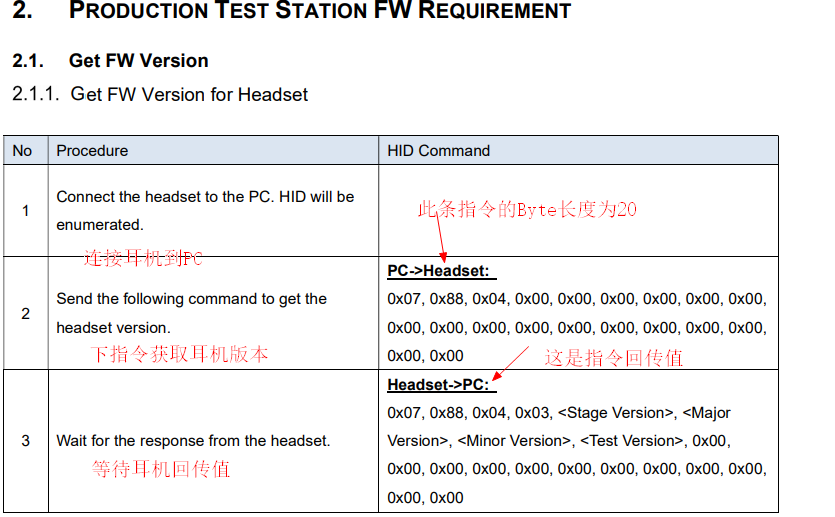 2. PRODUCTION TEST STATION FW REQUIREMENT
2.1. Get FW Version
2.1.1. Get FW Version for Headset
No Procedure HID Command
1 Connect the headset to the PC. HID will be
enumerated.
此条指令的Byte长度为20
连接耳机到PC
2 Send the following command to get the
headset version.
下指令获取耳机版本
PC->Headset:
0x07, 0x88, 0x04, 0x00, 0x00, 0x00, 0x00, 0x00, 0x00,
0x00, 0x00, 0x00, 0x00, 0x00, 0x00, 0x00, 0x00, 0x00,
0x00, 0x00
这是指令回传值
3 Wait for the response from the headset.
等待耳机回传值
Headset->PC:
0x07, 0x88, 0x04, 0x03, <Stage Version>, <Major
Version>, <Minor Version>, <Test Version>, 0x00,
0x00, 0x00, 0x00, 0x00, 0x00, 0x00, 0x00, 0x00, 0x00,
0x00, 0x00